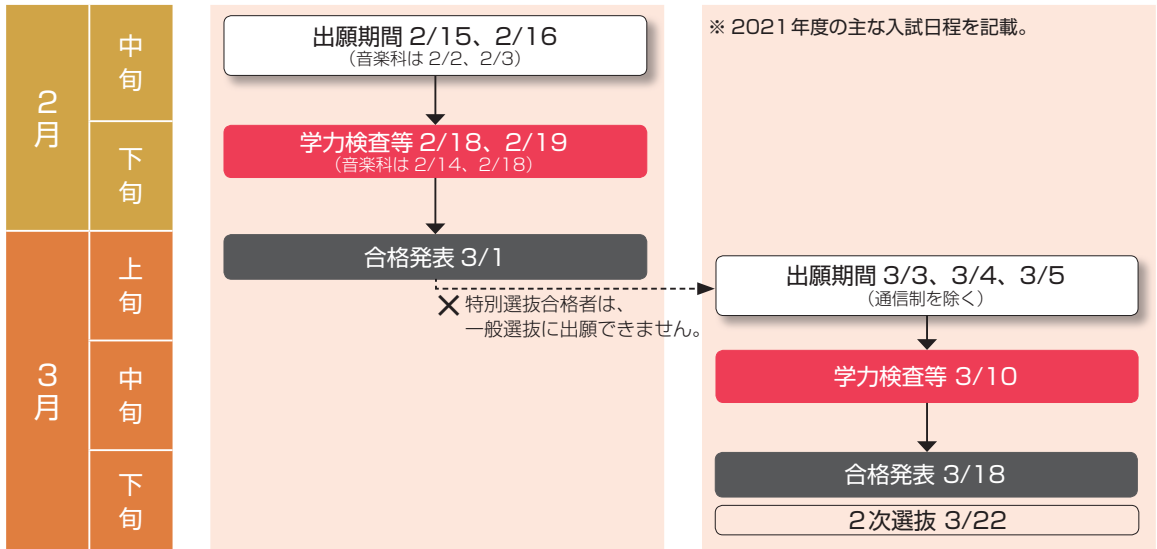 2月
中旬
下旬
3月
上旬
中旬
下旬
出願期間 2/15、2/16
（音楽科は 2/2、2/3）
学力検査等 2/18、2/19
（音楽科は 2/14、2/18）
合格発表 3/1
✕ 特別選抜合格者は、
一般選抜に出願できません。
※ 2021年度の主な入試日程を記載。
出願期間 3/3、3/4、3/5
（通信制を除く）
学力検査等 3/10
合格発表 3/18
2次選抜 3/22